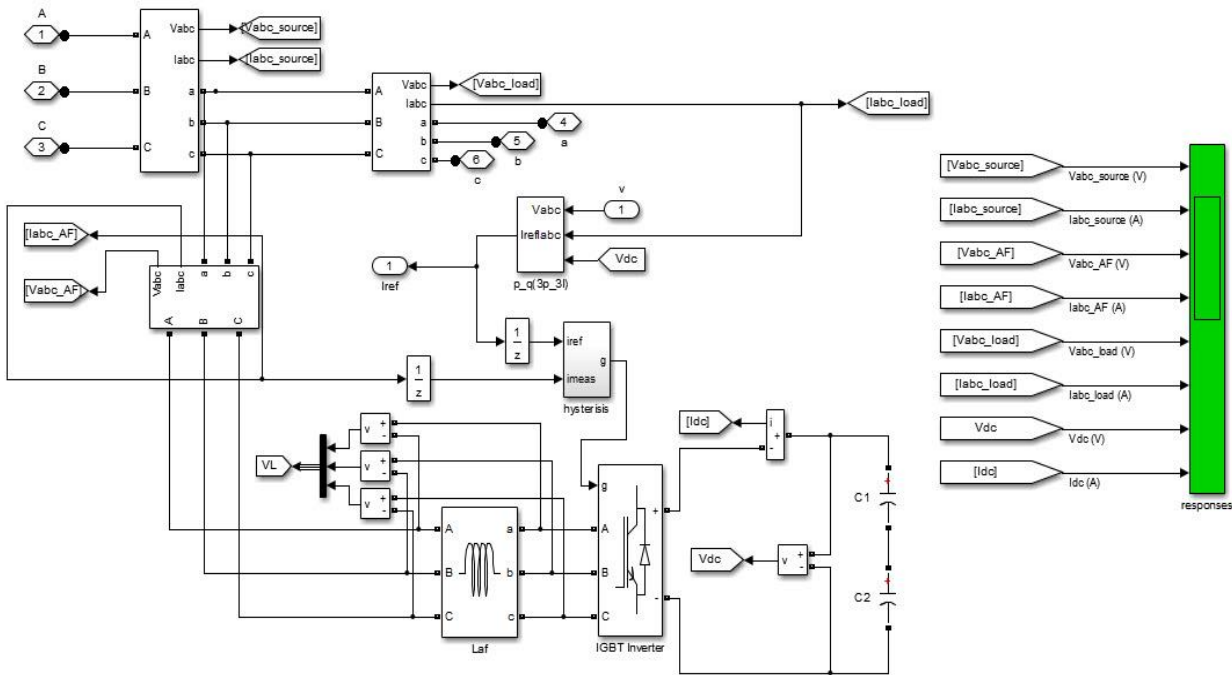 A
1
B
2
C
3
A
B
C
Vabc
Iabc
a
b
c
[Vabc_source]
[Iabc_source]
A
B
C
Vabc
Iabc
a
b
c
[Vabc_load]
[Iabc_load]
4
a
5
b
6
c
[Iabc_AF]
[Vabc_AF]
Vabc
Iabc
a
b
c
A
B
C
v
1
Vabc
Iref
Iabc
Vdc
p_q(3p_3l)
1
Iref
1
z
1
z
iref
imeas
g
hysterisis
VL
v
+
-
v
+
-
v
+
-
A
B
C
a
b
c
Laf
g
A
B
C
+
-
IGBT Inverter
[Idc]
i
+
-
Vdc
v
+
-
+
C1
+
C2
[Vabc_source]
Vabc_source (V)
[Iabc_source]
Iabc_source (A)
[Vabc_AF]
Vabc_AF (V)
[Iabc_AF]
Iabc_AF (A)
[Vabc_load]
Vabc_load (V)
[Iabc_load]
Iabc_load (A)
Vdc
Vdc (V)
[Idc]
Idc (A)
responses